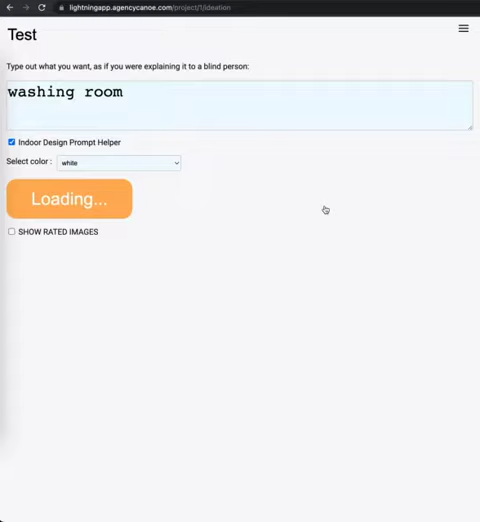 lightningapp.agencycanoe.com/project/1/ideation
Test
Type out what you want, as if you were explaining it to a blind person:
washing room
Indoor Design Prompt Helper
Select color :
white
Loading...
SHOW RATED IMAGES